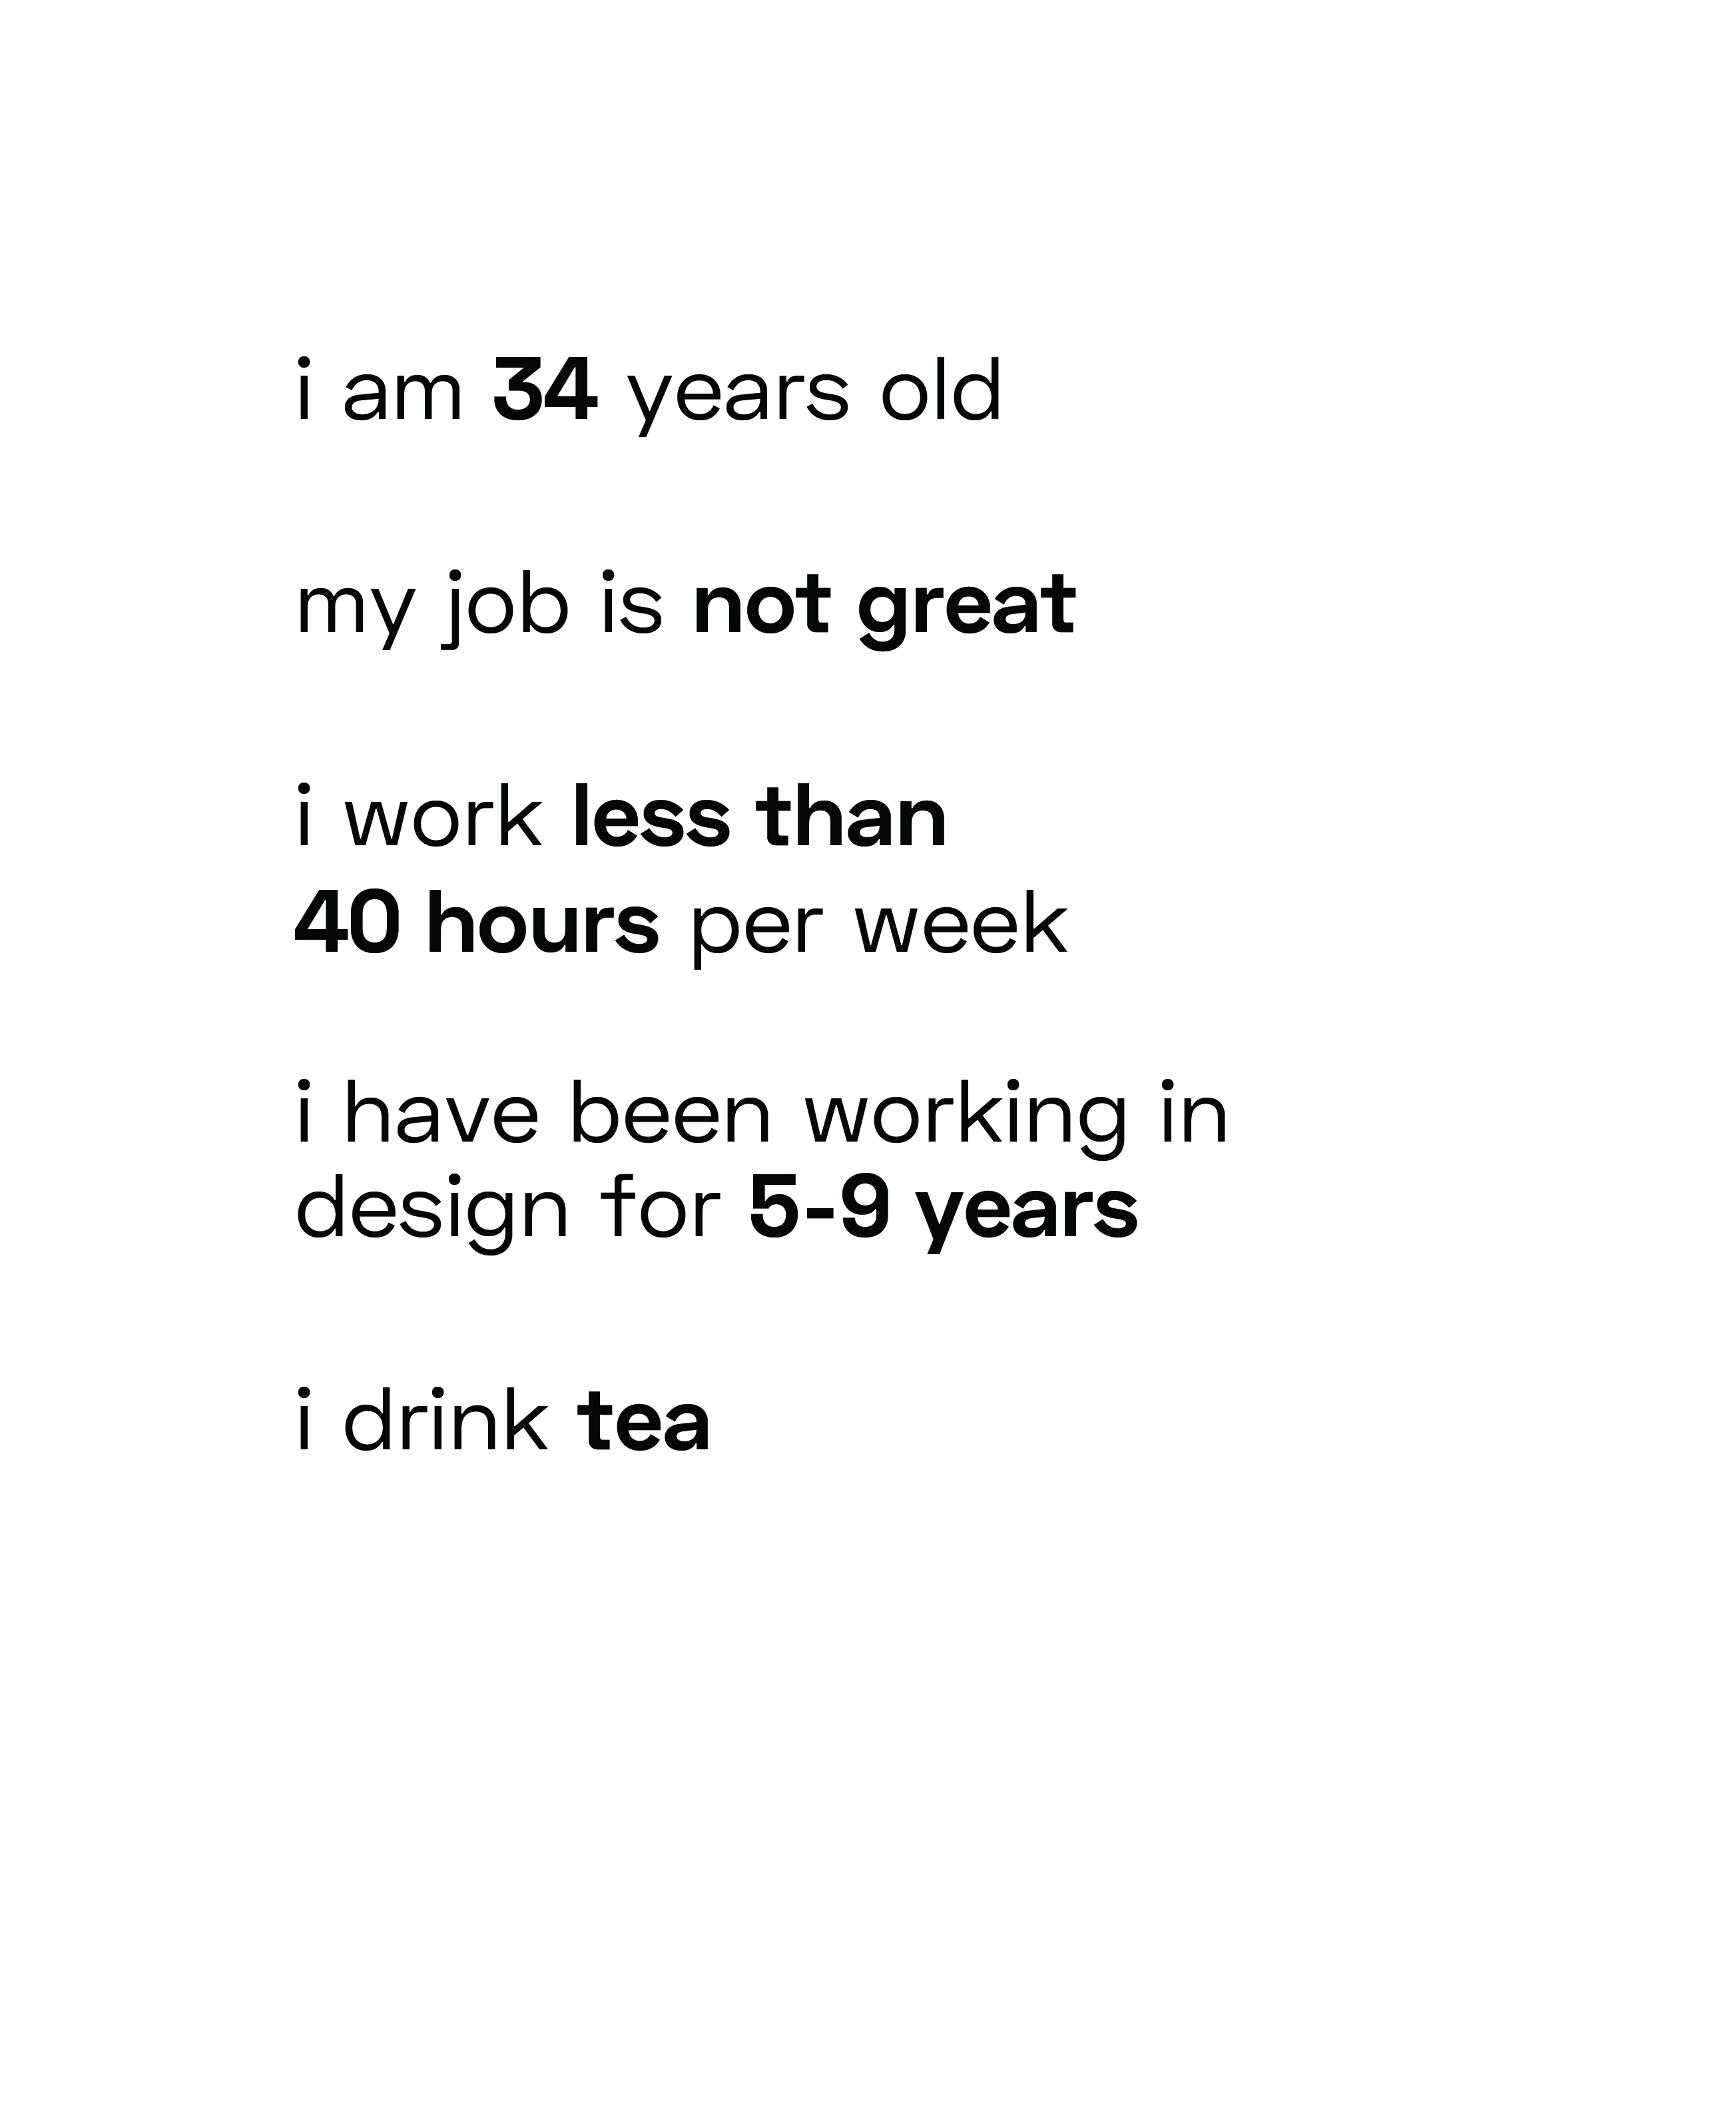 i am 34 years old
my job is not great
i work less than
40 hours per week
i have been working in
design for 5-9 years
i drink tea